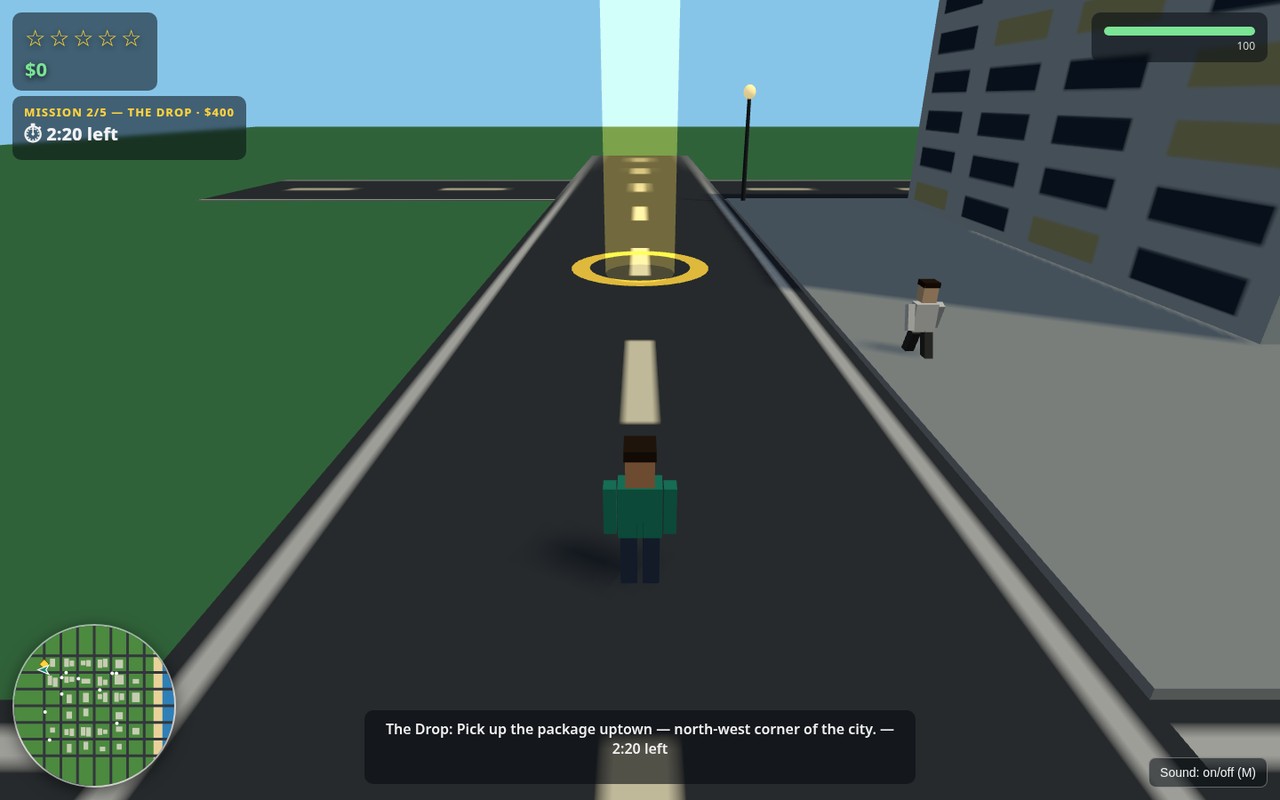 $0
100
MISSION 2/5 — THE DROP · $400
⏱ 2:20 left
The Drop: Pick up the package uptown — north-west corner of the city. —
2:20 left
Sound: on/off (M)